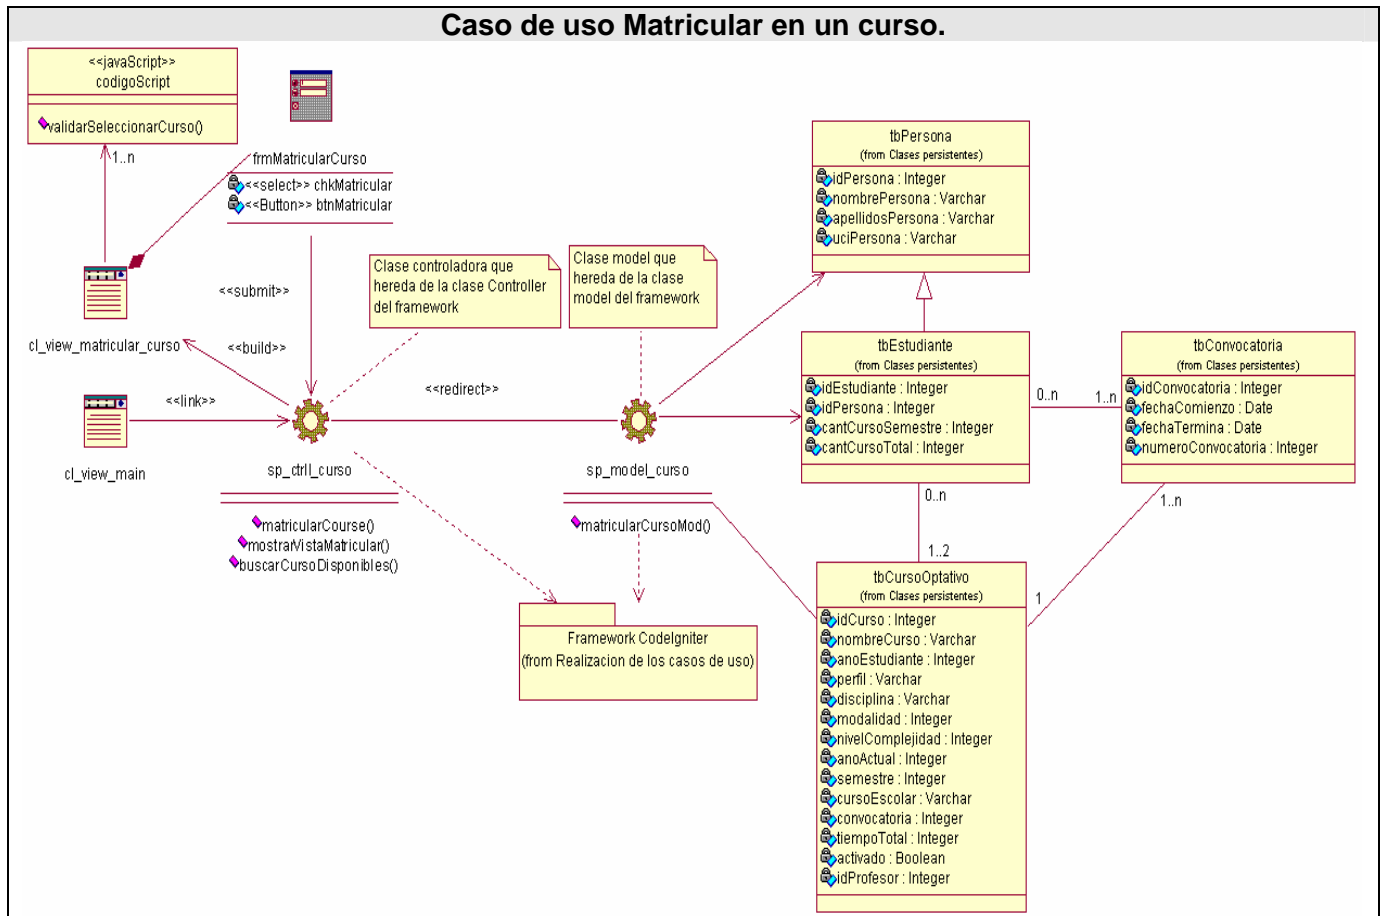 Caso de uso Matricular en un curso.
<<javaScript>>
codigoScript
validarSeleccionarCurso()
1..n
frmMatricularCurso
<<select>> chkMatricular
<<Button>> btnMatricular
tbPersona
(from Clases persistentes)
idPersona : Integer
nombrePersona : Varchar
apellidosPersona : Varchar
uciPersona : Varchar
Clase controladora que
hereda de la clase Controller
del framework
Clase model que
hereda de la clase
model del framework
<<submit>>
<<build>>
cl_view_matricular_curso
<<link>>
<<redirect>>
cl_view_main
sp_ctrll_curso
matricularCourse()
mostrarVistaMatricular()
buscarCursoDisponibles()
sp_model_curso
matricularCursoMod()
tbEstudiante
(from Clases persistentes)
idEstudiante : Integer
idPersona : Integer
cantCursoSemestre : Integer
cantCursoTotal : Integer
0..n
1..n
tbConvocatoria
(from Clases persistentes)
idConvocatoria : Integer
fechaComienzo : Date
fechaTermina : Date
numeroConvocatoria : Integer
0..n
1..2
1..n
1
Framework CodeIgniter
(from Realizacion de los casos de uso)
tbCursoOptativo
(from Clases persistentes)
idCurso : Integer
nombreCurso : Varchar
anoEstudiante : Integer
perfil : Varchar
disciplina : Varchar
modalidad : Integer
nivelComplejidad : Integer
anoActual : Integer
semestre : Integer
cursoEscolar : Varchar
convocatoria : Integer
tiempoTotal : Integer
activado : Boolean
idProfesor : Integer